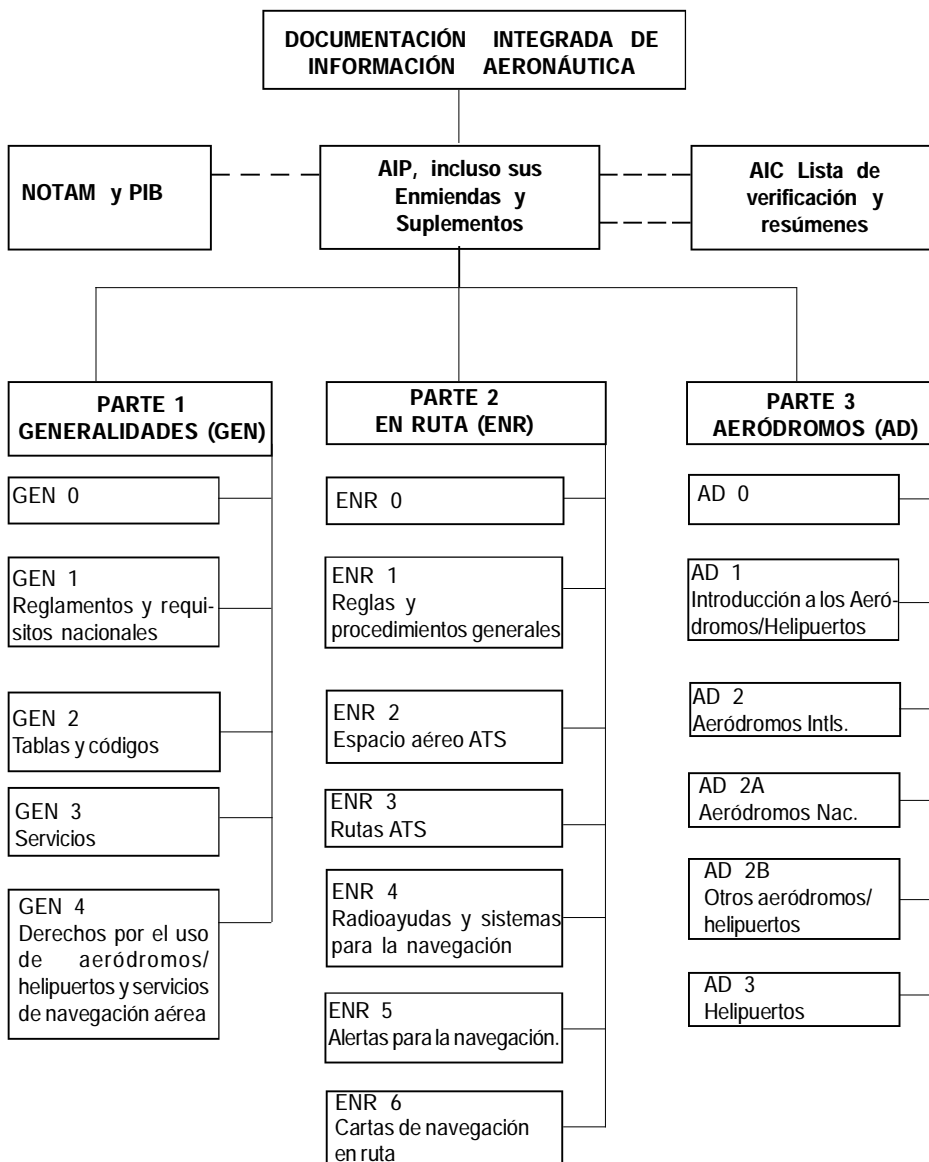 DOCUMENTACIÓN INTEGRADA DE
INFORMACIÓN AERONÁUTICA
NOTAM y PIB
AIP, incluso sus
Enmiendas y
Suplementos
AIC Lista de
verificación y
resúmenes
PARTE 1
GENERALIDADES (GEN)
GEN 0
GEN 1
Reglamentos y requi-
sitos nacionales
GEN 2
Tablas y códigos
GEN 3
Servicios
GEN 4
Derechos por el uso
de aeródromos/
helipuertos y servicios
de navegación aérea
PARTE 2
EN RUTA (ENR)
ENR 0
ENR 1
Reglas y
procedimientos generales
ENR 2
Espacio aéreo ATS
ENR 3
Rutas ATS
ENR 4
Radioayudas y sistemas
para la navegación
ENR 5
Alertas para la navegación.
ENR 6
Cartas de navegación
en ruta
PARTE 3
AERÓDROMOS (AD)
AD 0
AD 1
Introducción a los Aeró-
dromos/Helipuertos
AD 2
Aeródromos Intls.
AD 2A
Aeródromos Nac.
AD 2B
Otros aeródromos/
helipuertos
AD 3
Helipuertos